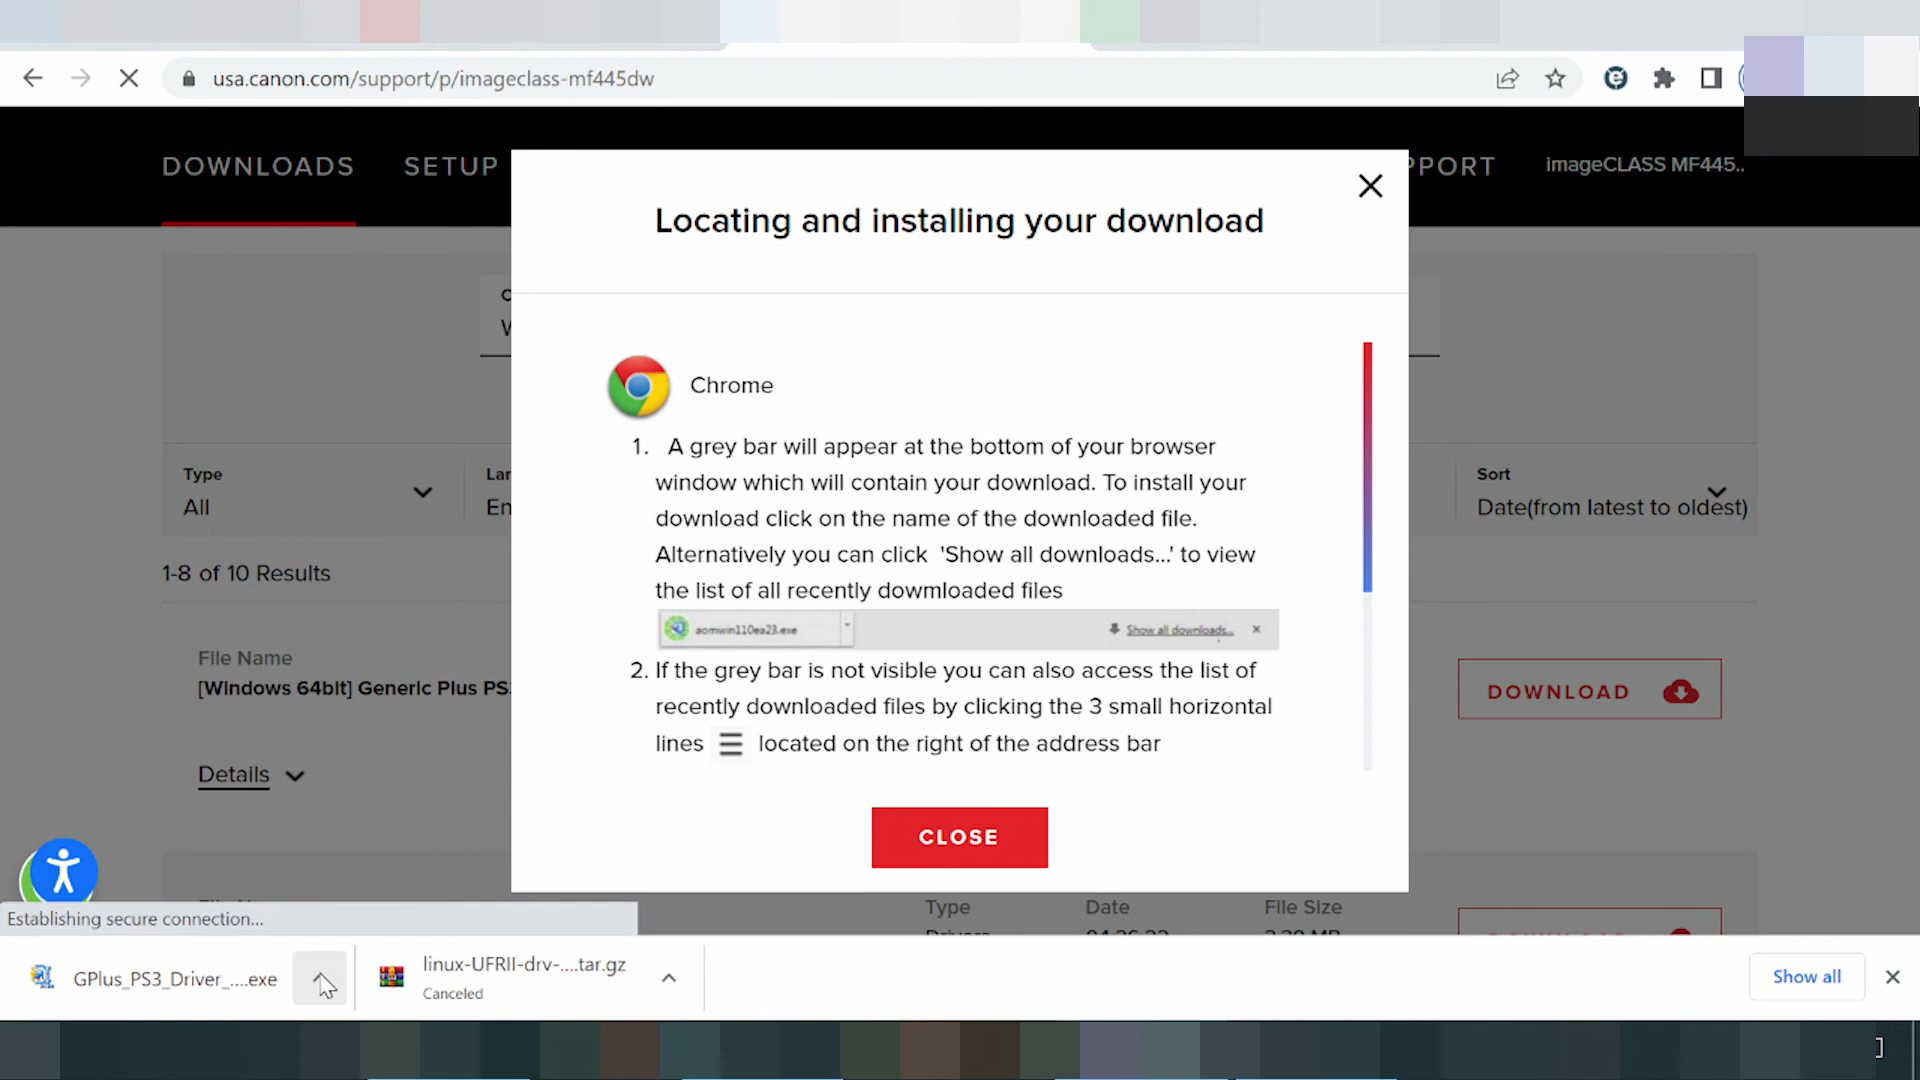 usa.canon.com/support/p/imageclass-mf445dw
DOWNLOADS
SETUP
PPORT
imageCLASS MF445..
Locating and installing your download
Chrome
1. A grey bar will appear at the bottom of your browser
window which will contain your download. To install your
download click on the name of the downloaded file.
Alternatively you can click 'Show all downloads...' to view
the list of all recently dowmloaded files
aomwin110ea23.exe
Show all downloads...
2. If the grey bar is not visible you can also access the list of
recently downloaded files by clicking the 3 small horizontal
lines
located on the right of the address bar
CLOSE
Type
All
Lar
En
Sort
Date(from latest to oldest)
1-8 of 10 Results
File Name
[Windows 64bit] Generic Plus PS
DOWNLOAD
Details
Type
Date
File Size
Establishing secure connection...
GPlus_PS3_Driver_....exe
linux-UFRII-drv-....tar.gz
Canceled
Show all